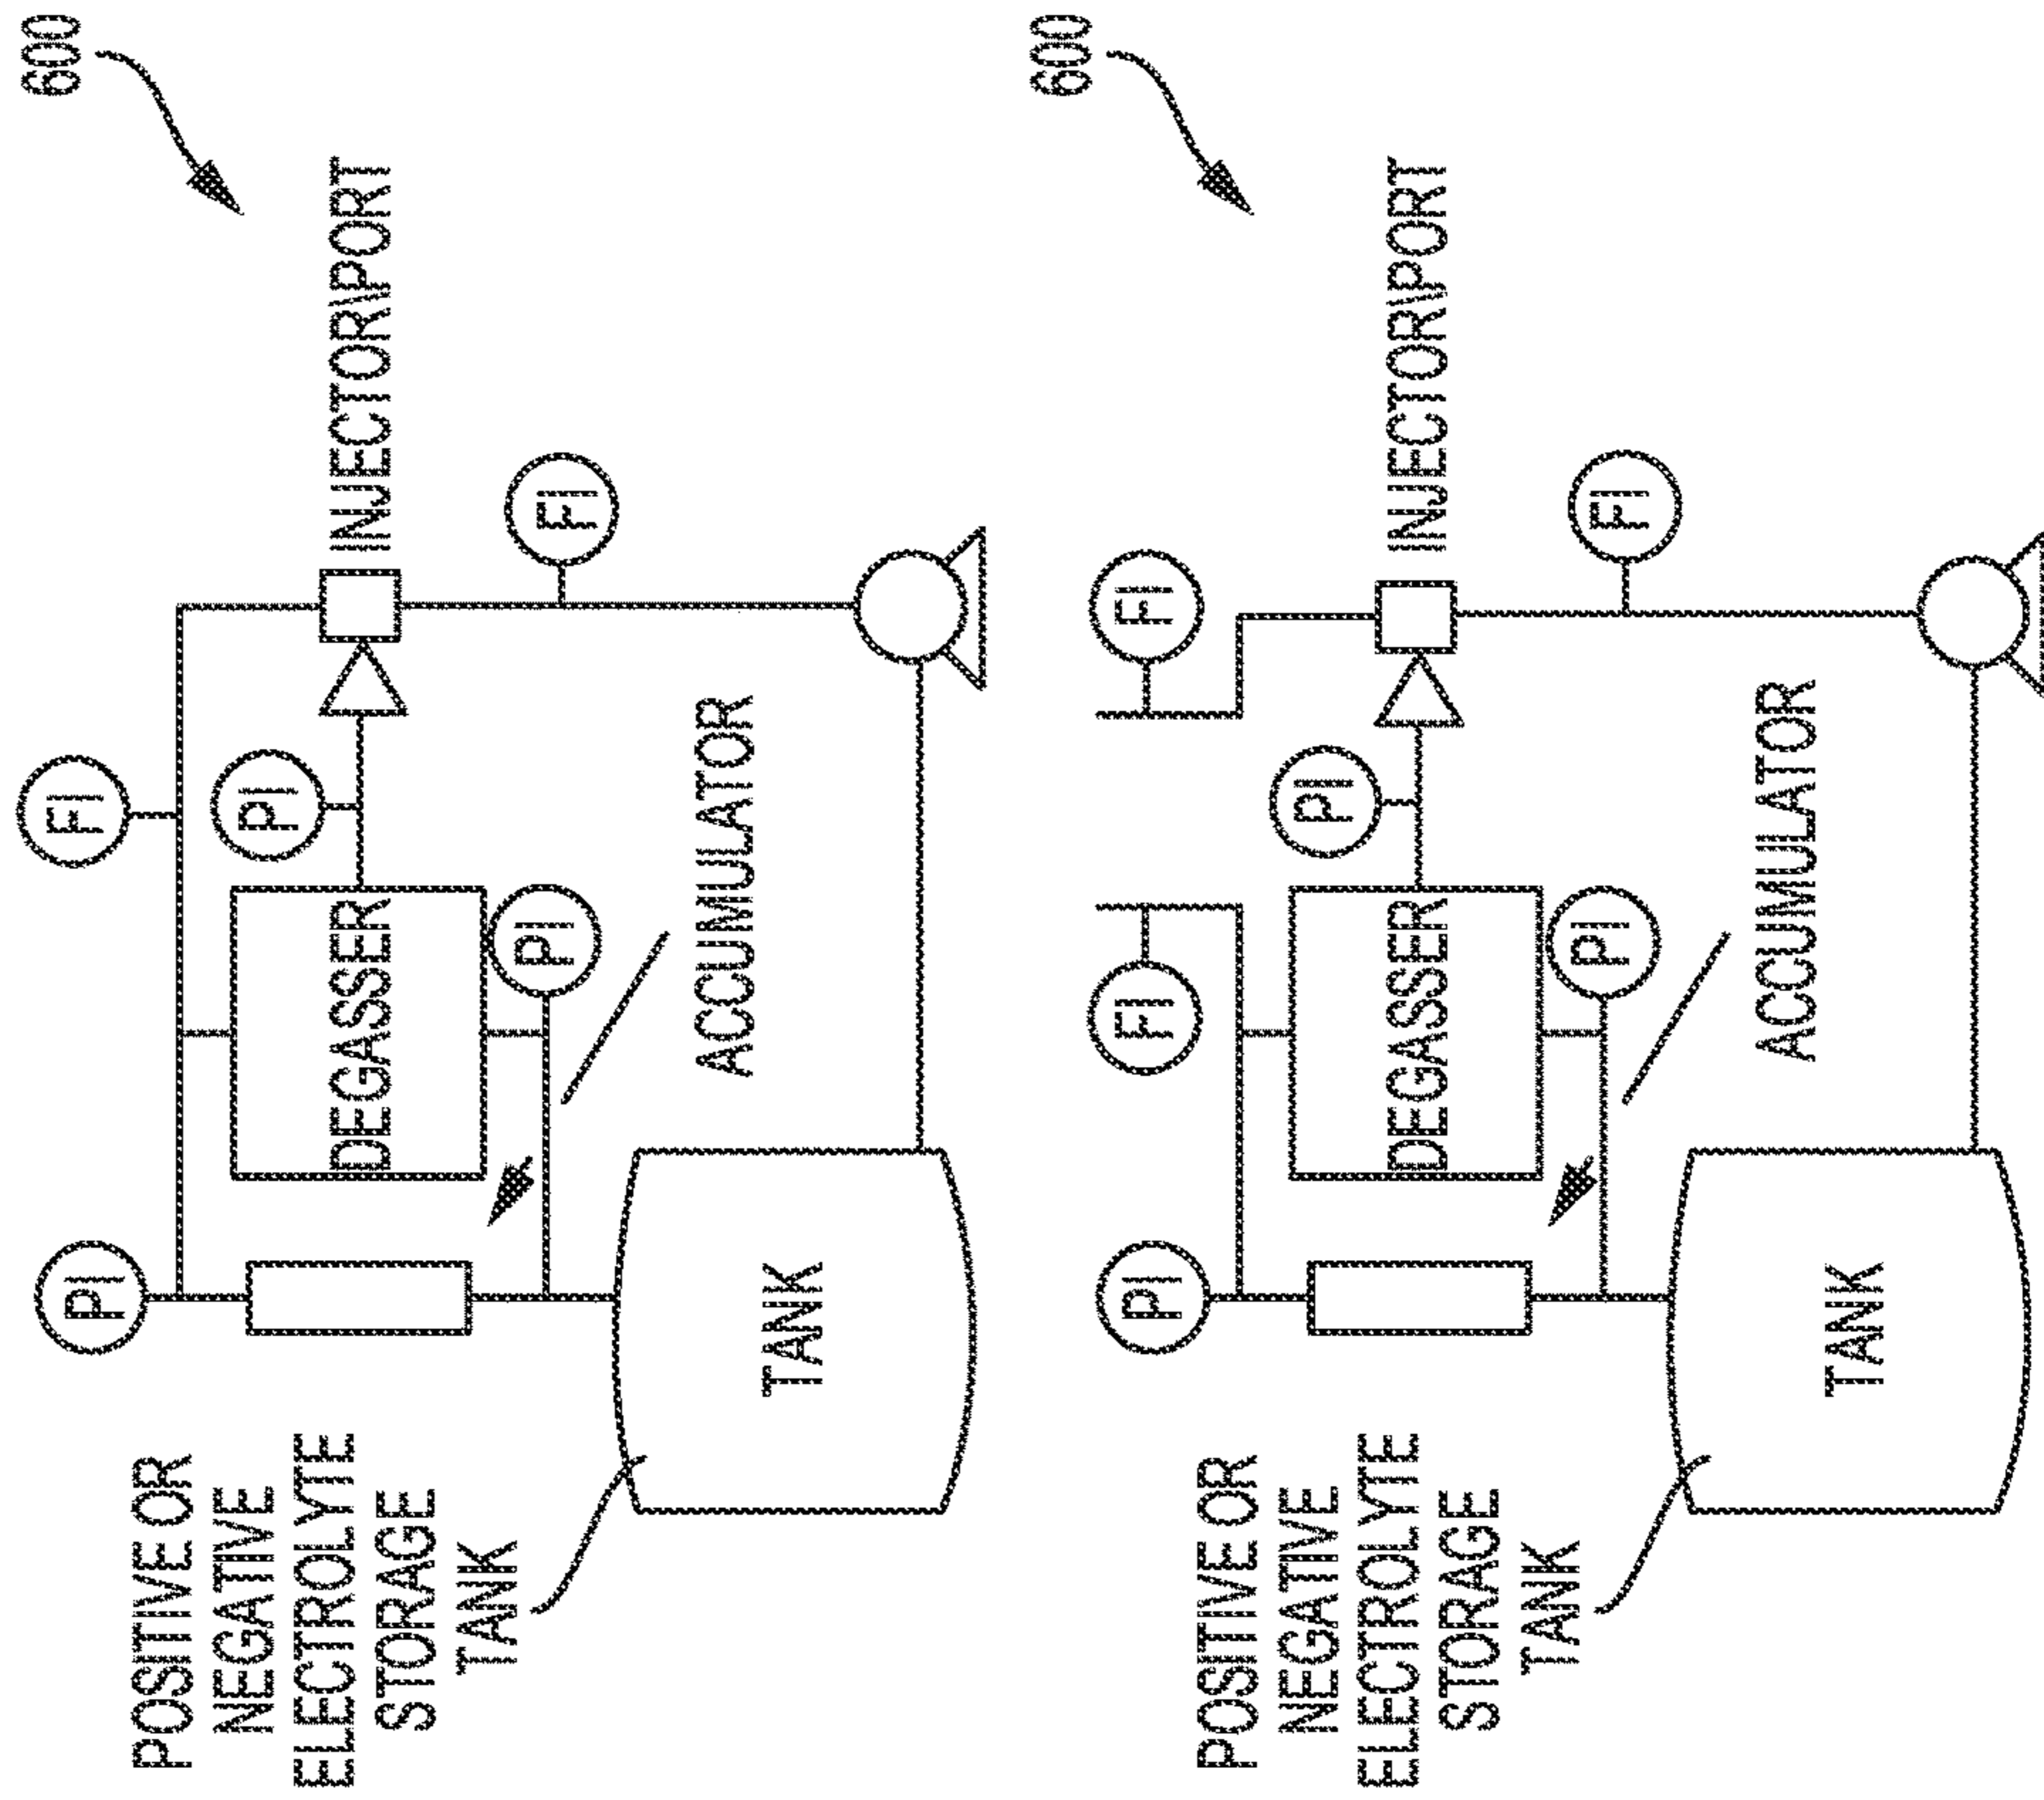 600
POSITIVE OR
NEGATIVE
ELECTROLYTE
STORAGE
TANK
PI
FI
PI
DEGASSER
INJECTOR\PORT
PI
FI
ACCUMULATOR
TANK
600
POSITIVE OR
NEGATIVE
ELECTROLYTE
STORAGE
TANK
PI
FI
FI
PI
DEGASSER
INJECTOR\PORT
PI
FI
ACCUMULATOR
TANK